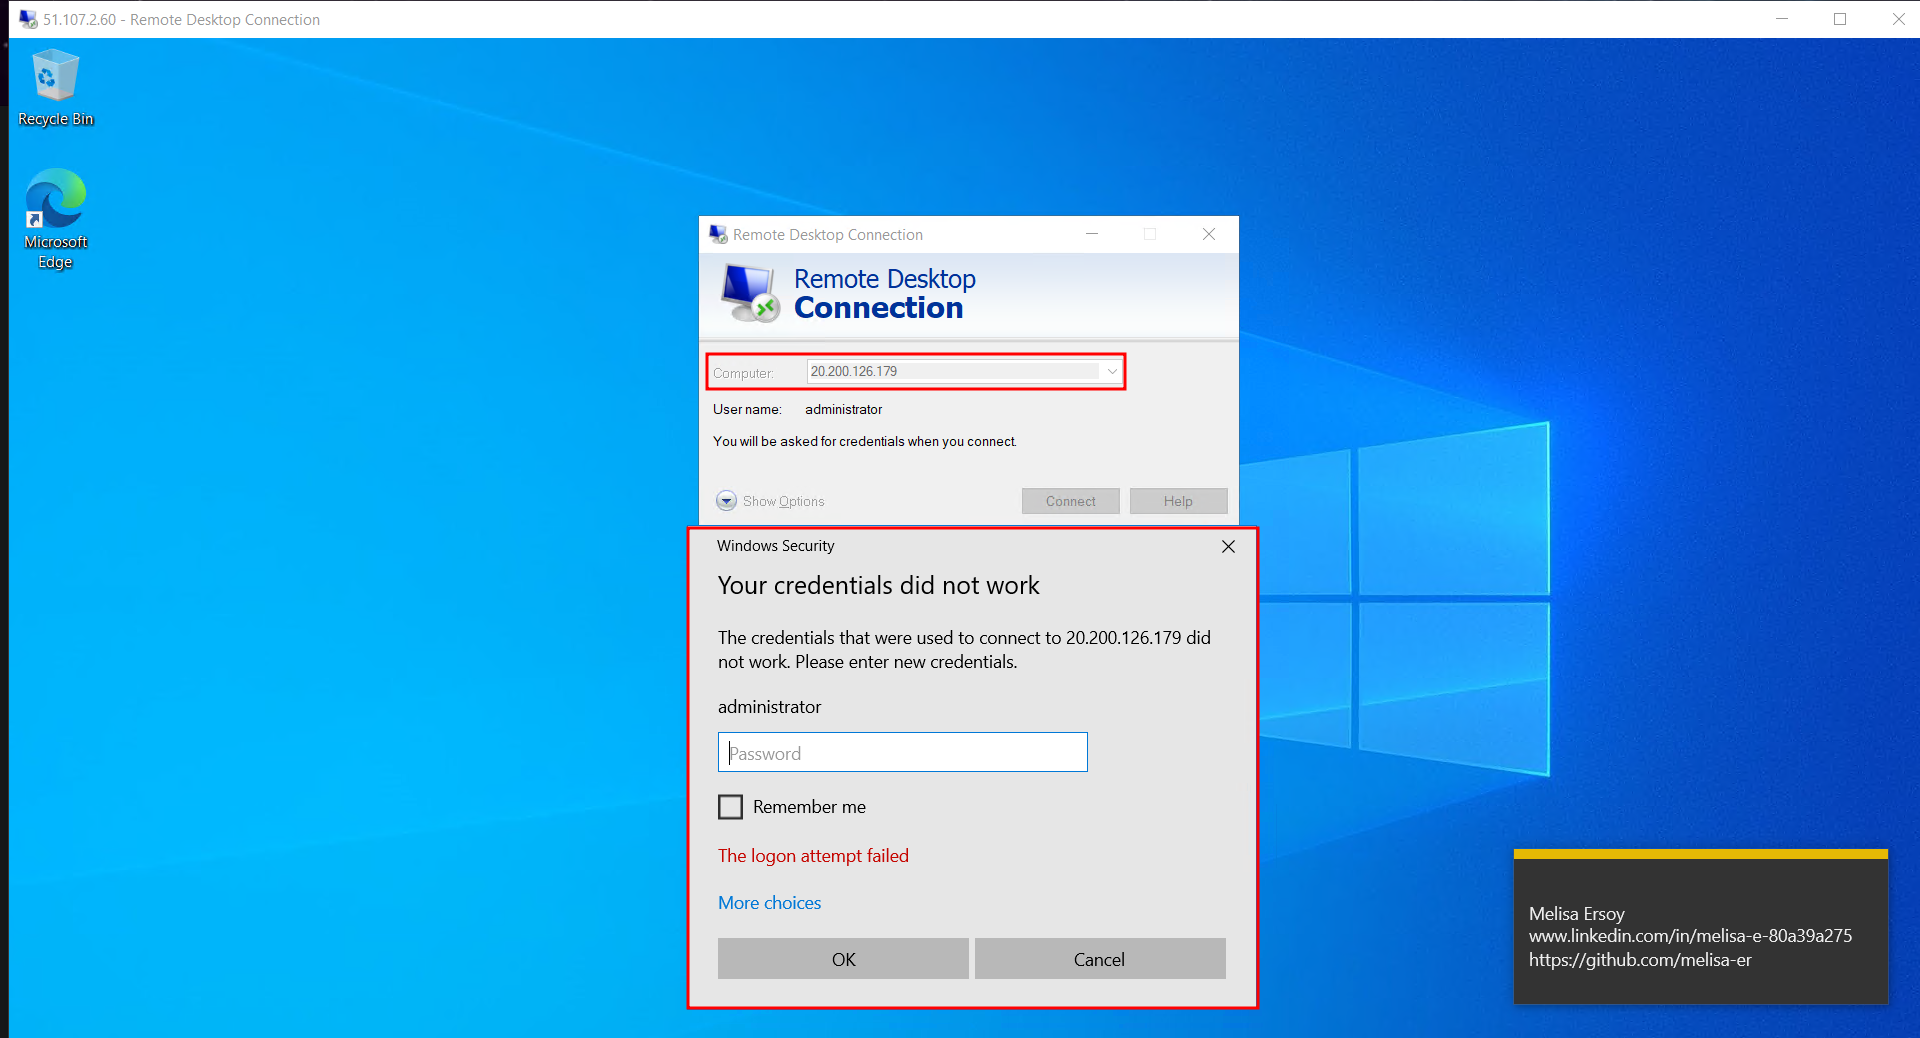 51.107.2.60 - Remote Desktop Connection
Recycle Bin
Microsoft
Edge
Remote Desktop Connection
Remote Desktop
Connection
Computer: 20.200.126.179
User name: administrator
You will be asked for credentials when you connect.
Show Options Connect Help
Windows Security
Your credentials did not work
The credentials that were used to connect to 20.200.126.179 did
not work. Please enter new credentials.
administrator
Password
Remember me
The logon attempt failed
More choices
OK Cancel
Melisa Ersoy
www.linkedin.com/in/melisa-e-80a39a275
https://github.com/melisa-er